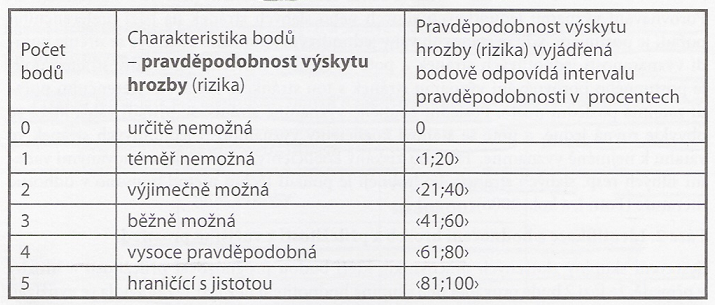 Počet
bodů
Charakteristika bodů
– pravděpodobnost výskytu
hrozby (rizika)
Pravděpodobnost výskytu
hrozby (rizika) vyjádřená
bodově odpovídá intervalu
pravděpodobnosti v procentech
0 určitě nemožná 0
1 téměř nemožná ‹1;20›
2 výjimečně možná ‹21;40›
3 běžně možná ‹41;60›
4 vysoce pravděpodobná ‹61;80›
5 hraničící s jistotou ‹81;100›